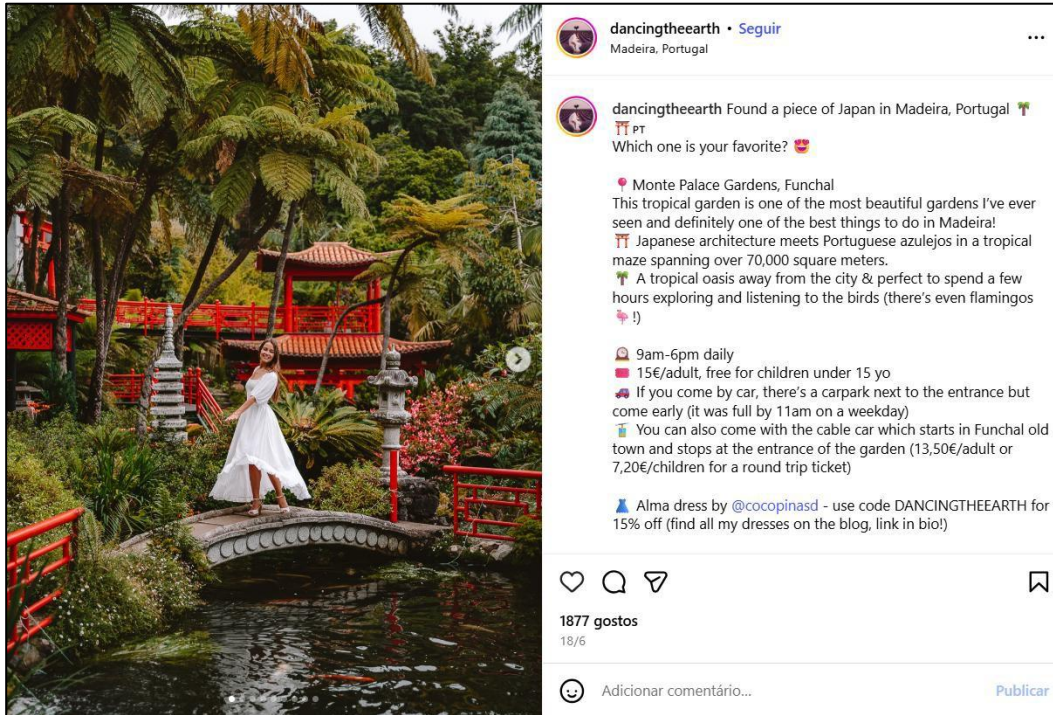 dancingtheearth • Seguir
Madeira, Portugal
dancingtheearth Found a piece of Japan in Madeira, Portugal 🌴
⛩️ PT
Which one is your favorite? 😍
📍 Monte Palace Gardens, Funchal
This tropical garden is one of the most beautiful gardens I've ever
seen and definitely one of the best things to do in Madeira!
⛩️ Japanese architecture meets Portuguese azulejos in a tropical
maze spanning over 70,000 square meters.
🌴 A tropical oasis away from the city & perfect to spend a few
hours exploring and listening to the birds (there's even flamingos
🦩 !)
🕰️ 9am-6pm daily
🎟️ 15€/adult, free for children under 15 yo
🚗 If you come by car, there's a carpark next to the entrance but
come early (it was full by 11am on a weekday)
🚡 You can also come with the cable car which starts in Funchal old
town and stops at the entrance of the garden (13,50€/adult or
7,20€/children for a round trip ticket)
👗 Alma dress by @cocopinasd - use code DANCINGTHEEARTH for
15% off (find all my dresses on the blog, link in bio!)
1877 gostos
18/6
Adicionar comentário...
Publicar